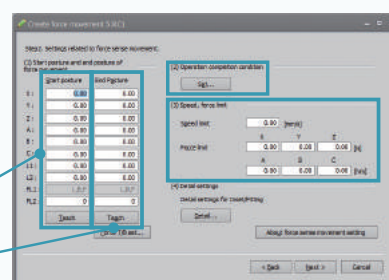 Create force movement S (C1)
Step2. Settings related to force sense movement.
(1) Start posture and end posture of force movement
(2) Operation completion condition
Start posture End Posture
Set...
X: 0.00 0.00
Y: 0.00 0.00
Z: 0.00 0.00
A: 0.00 0.00
B: 0.00 0.00
C: 0.00 0.00
L1: 0.00 0.00
L2: 0.00 0.00
FL1:
FL2: 0 0
Teach Teach
(3) Speed, force limit
Speed limit 0.00 [mm/s]
X Y Z
Force limit 0.00 0.00 0.00 [N]
A B C
0.00 0.00 0.00 [Nm]
(4) Detail settings
Detail settings for Insert/Fitting
Detail...
About force sense movement setting
< Back Next > Cancel